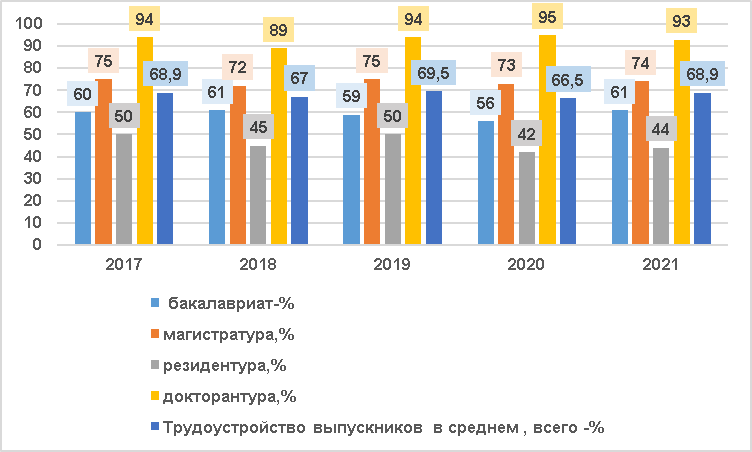 100
90
80
70
60
50
40
30
20
10
0
60 75 50 94 68,9
61 72 45 89 67
59 75 50 94 69,5
56 73 42 95 66,5
61 74 44 93 68,9
2017 2018 2019 2020 2021
бакалавриат-%
магистратура,%
резидентура,%
докторантура,%
Трудоустройство выпускников в среднем , всего -%